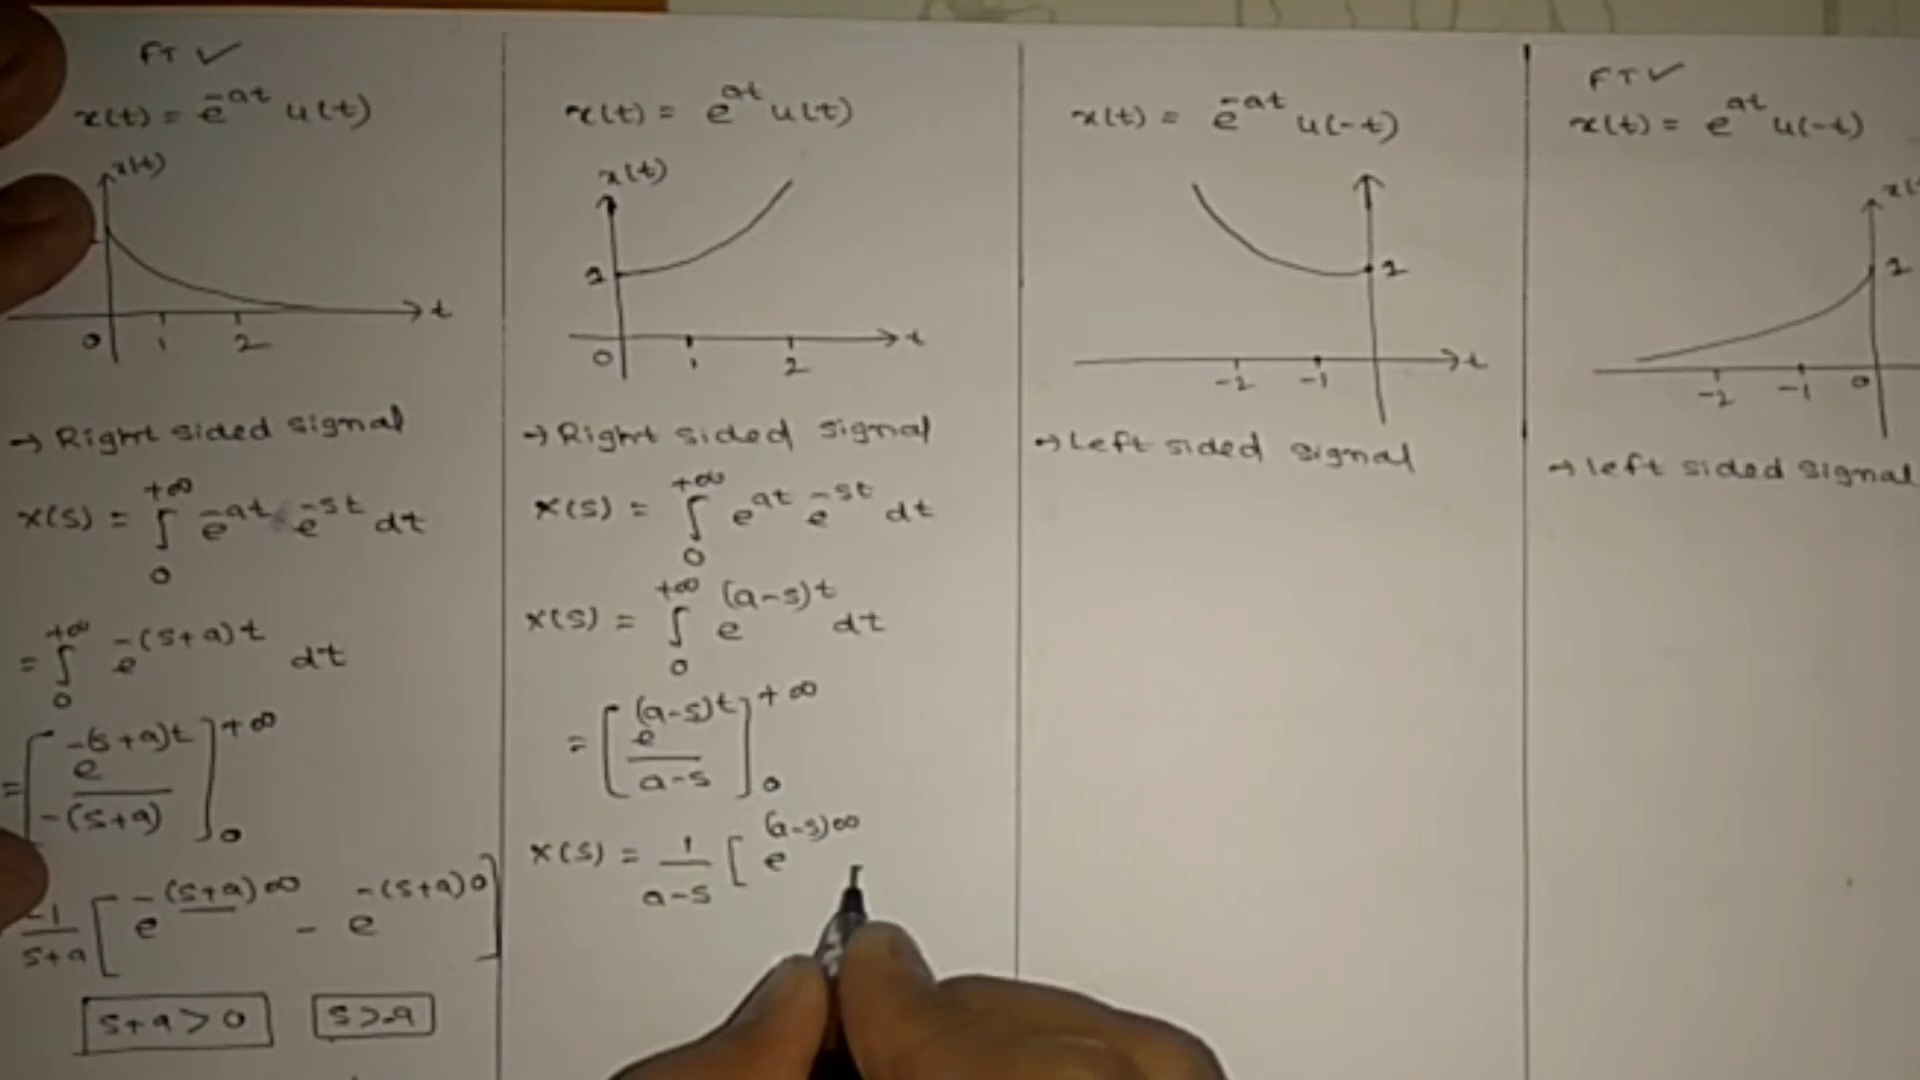 FT ✓
x(t) = e^-at u(t)
x(t)
t
0 1 2
→ Right sided signal
X(s) = ∫_0^+∞ e^-at e^-st dt
= ∫_0^+∞ e^-(s+a)t dt
= [ e^-(s+a)t / -(s+a) ]_0^+∞
-1/s+a [ e^-(s+a)∞ - e^-(s+a)0 ]
s+a > 0 s>-a
x(t) = e^at u(t)
x(t)
1
t
0 1 2
→ Right sided signal
X(s) = ∫_0^+∞ e^at e^-st dt
X(s) = ∫_0^+∞ e^(a-s)t dt
= [ e^(a-s)t / a-s ]_0^+∞
X(s) = 1/a-s [ e^(a-s)∞
x(t) = e^-at u(-t)
1
t
-2 -1
→ Left sided signal
FT ✓
x(t) = e^at u(-t)
1
-2 -1 0
→ left sided signal